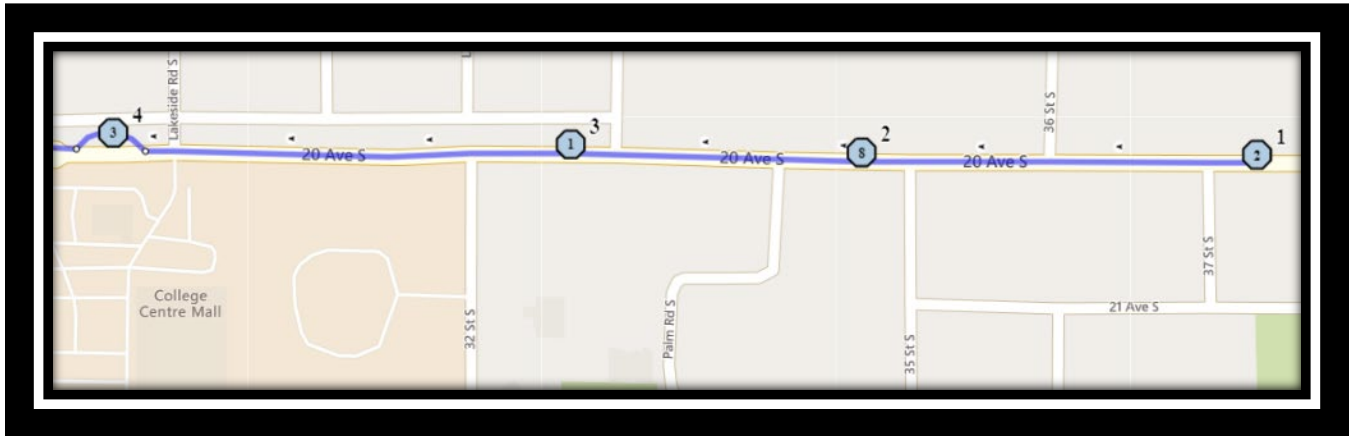 Lakeside Rd S
L
36 St S
3
4
1
3
8
2
2
1
20 Ave S
20 Ave S
20 Ave S
College
Centre Mall
32 St S
Palm Rd S
35 St S
37 St S
21 Ave S